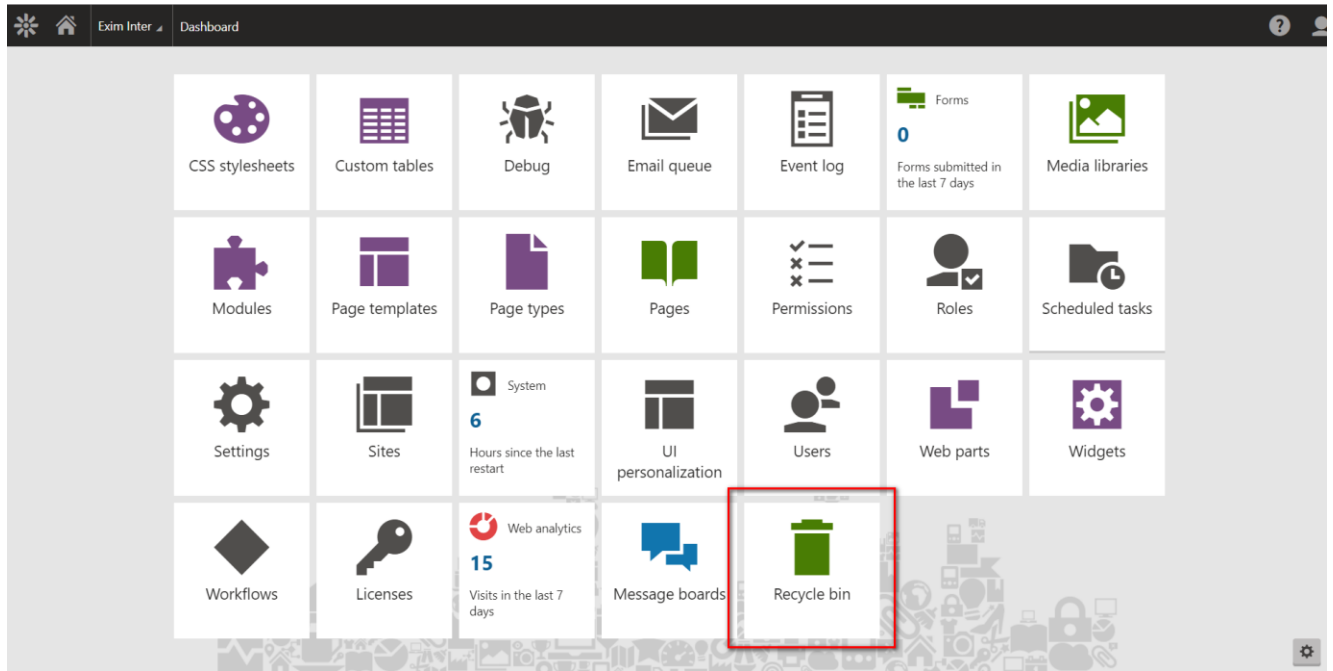 Exim Inter
Dashboard
CSS stylesheets
Custom tables
Debug
Email queue
Event log
Forms
0
Forms submitted in
the last 7 days
Media libraries
Modules
Page templates
Page types
Pages
Permissions
Roles
Scheduled tasks
Settings
Sites
System
6
Hours since the last
restart
UI
personalization
Users
Web parts
Widgets
Workflows
Licenses
Web analytics
15
Visits in the last 7
days
Message boards
Recycle bin